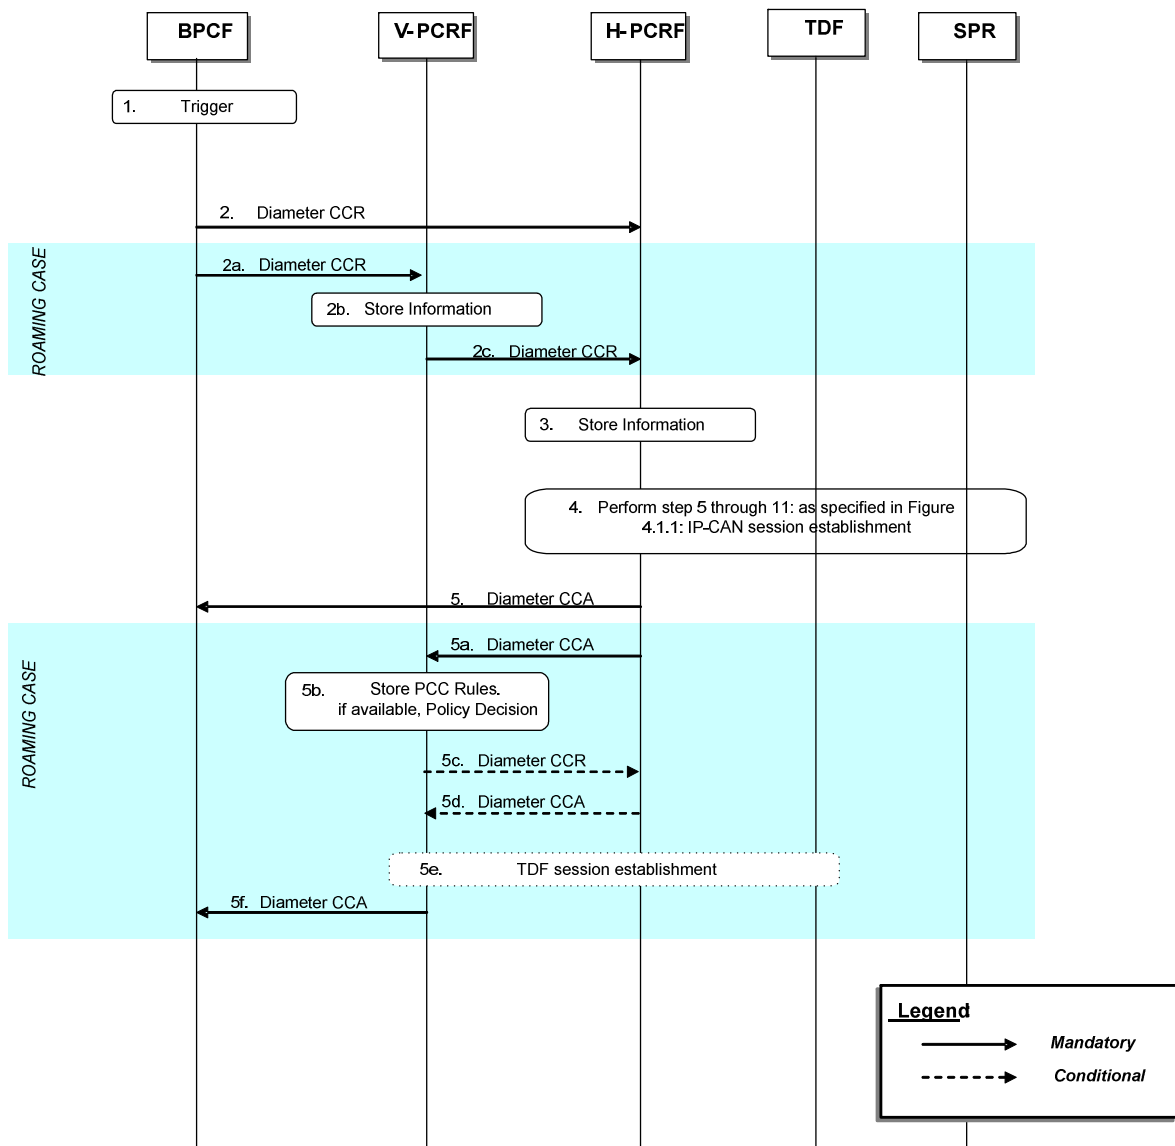 BPCF
V-PCRF
H-PCRF
TDF
SPR
1. Trigger
2. Diameter CCR
ROAMING CASE
2a. Diameter CCR
2b. Store Information
2c. Diameter CCR
3. Store Information
4. Perform step 5 through 11: as specified in Figure
4.1.1: IP-CAN session establishment
5. Diameter CCA
ROAMING CASE
5a. Diameter CCA
5b. Store PCC Rules.
if available, Policy Decision
5c. Diameter CCR
5d. Diameter CCA
5e. TDF session establishment
5f. Diameter CCA
Legend
Mandatory
Conditional